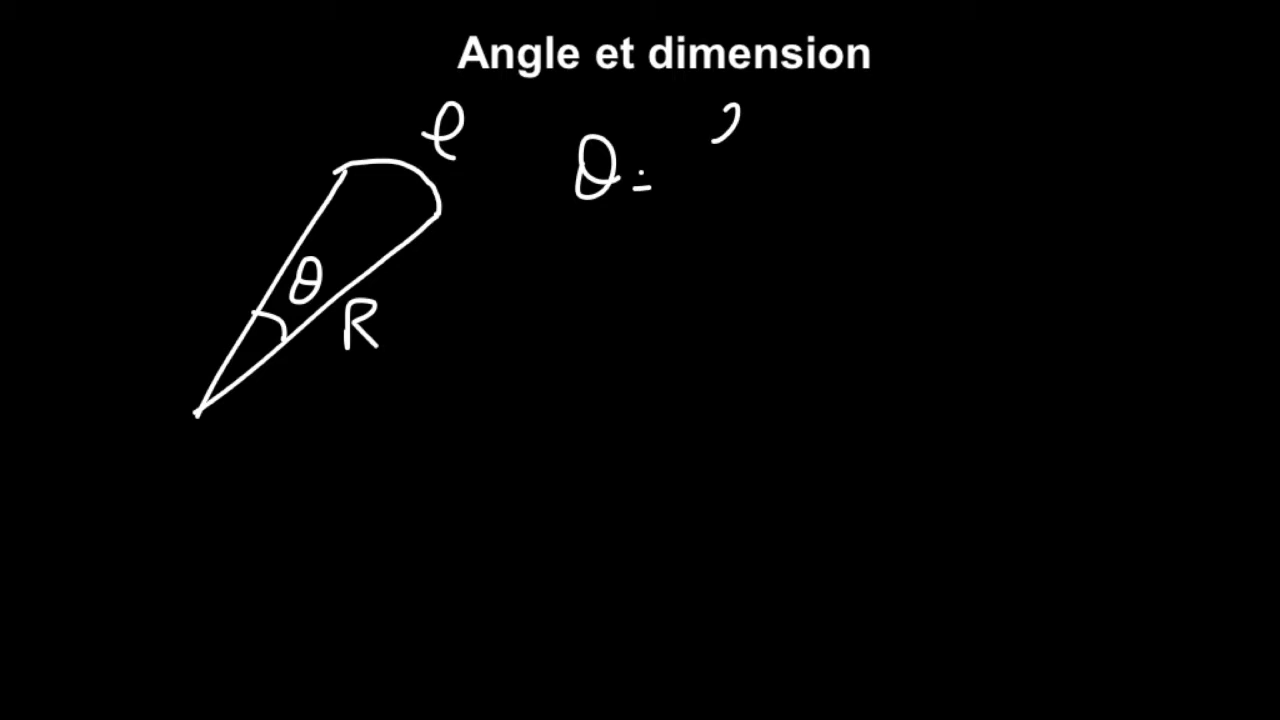 Angle et dimension
ℓ
θ =
θ
R